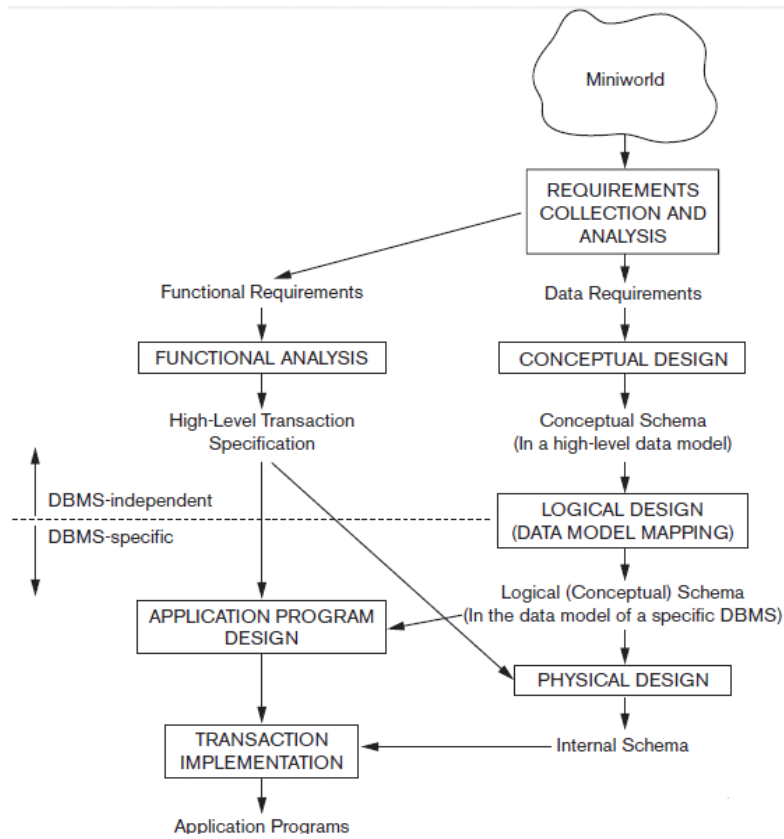 Miniworld
REQUIREMENTS
COLLECTION AND
ANALYSIS
Functional Requirements
Data Requirements
FUNCTIONAL ANALYSIS
CONCEPTUAL DESIGN
High-Level Transaction
Specification
Conceptual Schema
(In a high-level data model)
DBMS-independent
LOGICAL DESIGN
(DATA MODEL MAPPING)
DBMS-specific
Logical (Conceptual) Schema
(In the data model of a specific DBMS)
APPLICATION PROGRAM
DESIGN
PHYSICAL DESIGN
TRANSACTION
IMPLEMENTATION
Internal Schema
Application Programs